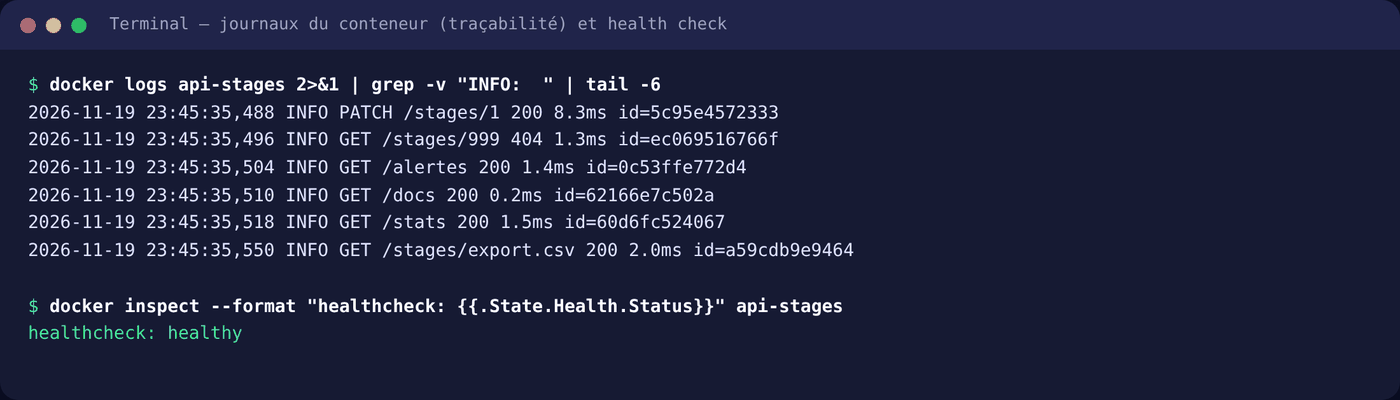 Terminal — journaux du conteneur (traçabilité) et health check
$ docker logs api-stages 2>&1 | grep -v "INFO:  " | tail -6
2026-11-19 23:45:35,488 INFO PATCH /stages/1 200 8.3ms id=5c95e4572333
2026-11-19 23:45:35,496 INFO GET /stages/999 404 1.3ms id=ec069516766f
2026-11-19 23:45:35,504 INFO GET /alertes 200 1.4ms id=0c53ffe772d4
2026-11-19 23:45:35,510 INFO GET /docs 200 0.2ms id=62166e7c502a
2026-11-19 23:45:35,518 INFO GET /stats 200 1.5ms id=60d6fc524067
2026-11-19 23:45:35,550 INFO GET /stages/export.csv 200 2.0ms id=a59cdb9e9464
$ docker inspect --format "healthcheck: {{.State.Health.Status}}" api-stages
healthcheck: healthy